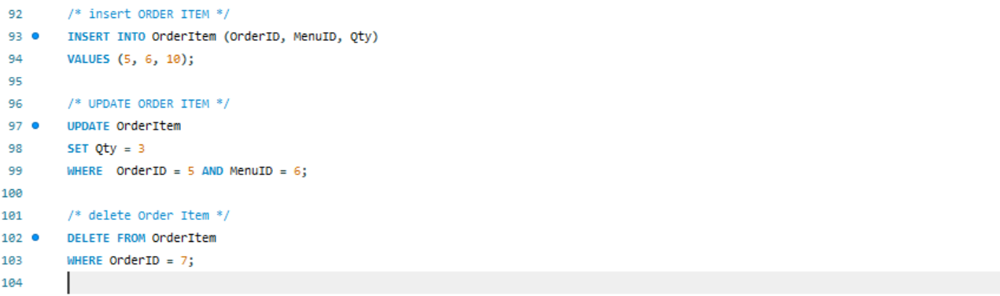 92 /* insert ORDER ITEM */
93 INSERT INTO OrderItem (OrderID, MenuID, Qty)
94 VALUES (5, 6, 10);
95
96 /* UPDATE ORDER ITEM */
97 UPDATE OrderItem
98 SET Qty = 3
99 WHERE  OrderID = 5 AND MenuID = 6;
100
101 /* delete Order Item */
102 DELETE FROM OrderItem
103 WHERE OrderID = 7;
104